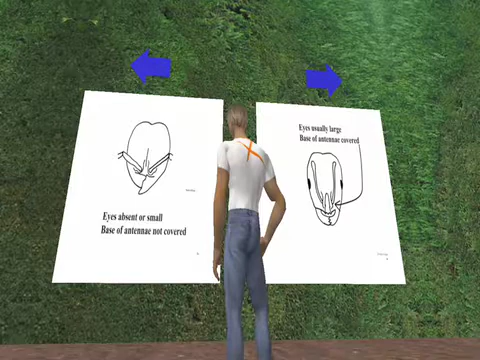 Eyes absent or small
Base of antennae not covered
Eyes usually large
Base of antennae covered